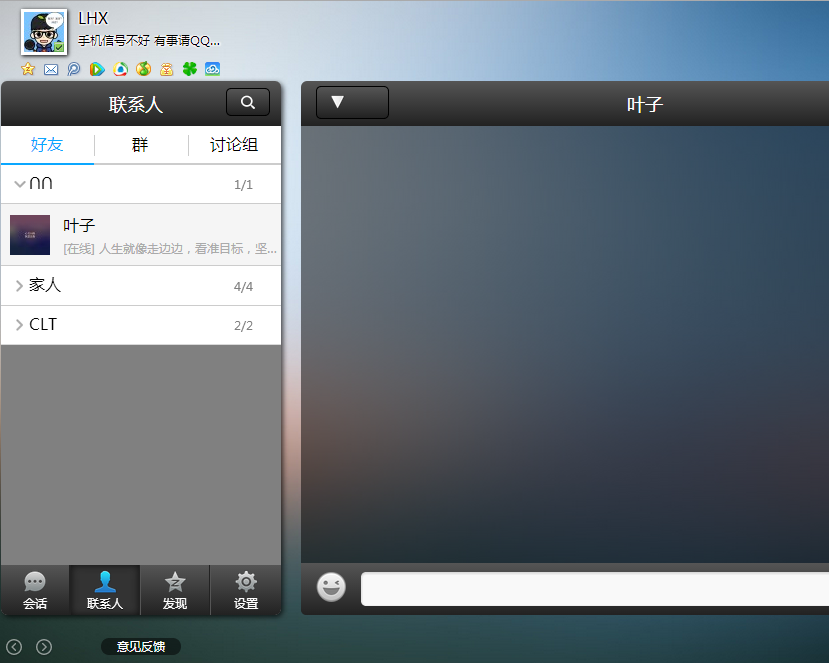 LHX
手机信号不好 有事请QQ...
联系人
叶子
好友
群
讨论组
ՈՈ
1/1
叶子
[在线] 人生就像走边边，看准目标，坚...
家人
4/4
CLT
2/2
会话
联系人
发现
设置
意见反馈